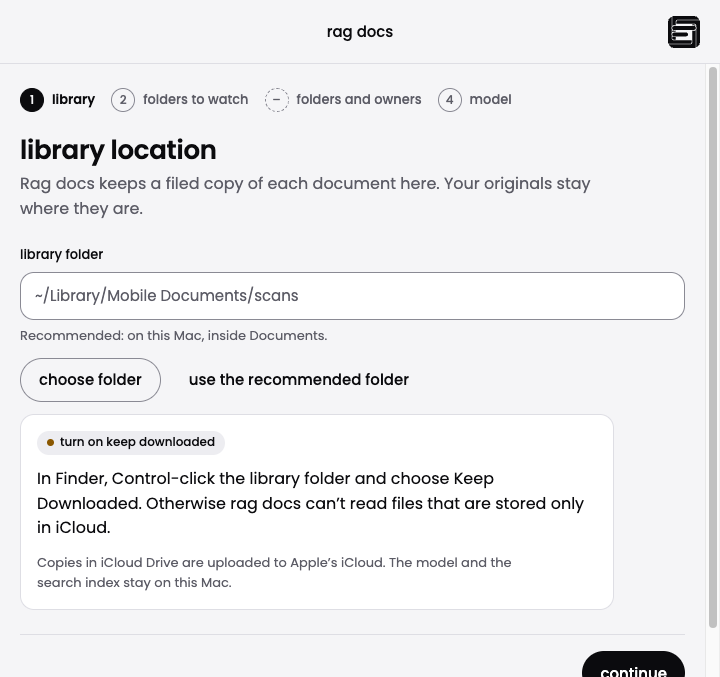 rag docs
1 library 2 folders to watch – folders and owners 4 model
library location
Rag docs keeps a filed copy of each document here. Your originals stay
where they are.
library folder
~/Library/Mobile Documents/scans
Recommended: on this Mac, inside Documents.
choose folder use the recommended folder
turn on keep downloaded
In Finder, Control-click the library folder and choose Keep
Downloaded. Otherwise rag docs can’t read files that are stored only
in iCloud.
Copies in iCloud Drive are uploaded to Apple’s iCloud. The model and the
search index stay on this Mac.
continue